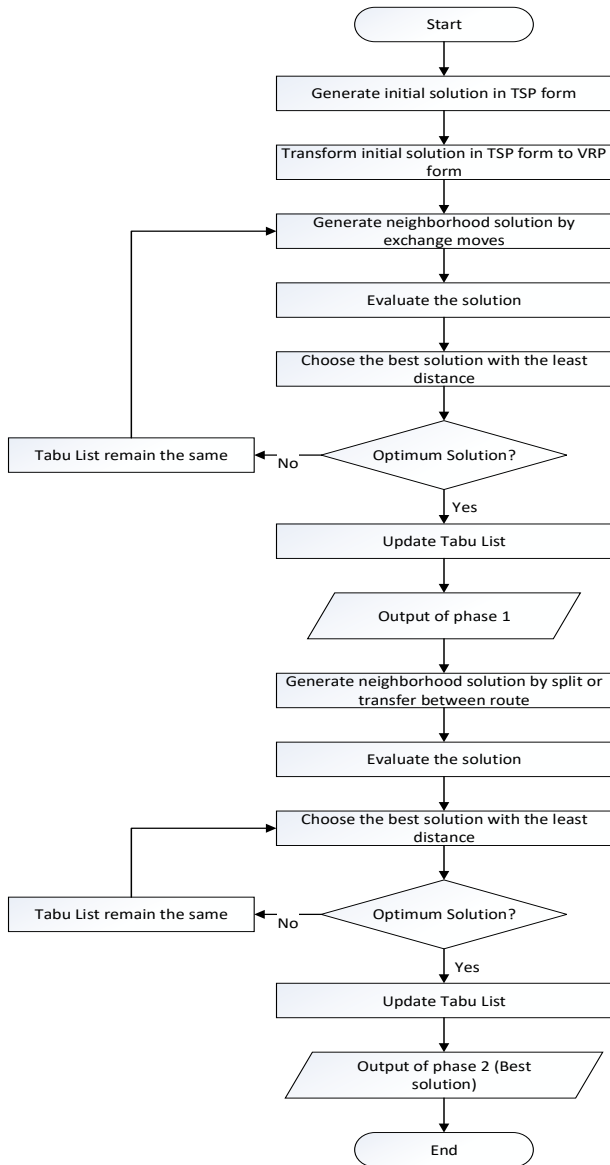 Start
Generate initial solution in TSP form
Transform initial solution in TSP form to VRP
form
Generate neighborhood solution by
exchange moves
Evaluate the solution
Choose the best solution with the least
distance
Optimum Solution?
No
Tabu List remain the same
Yes
Update Tabu List
Output of phase 1
Generate neighborhood solution by split or
transfer between route
Evaluate the solution
Choose the best solution with the least
distance
Optimum Solution?
No
Tabu List remain the same
Yes
Update Tabu List
Output of phase 2 (Best
solution)
End